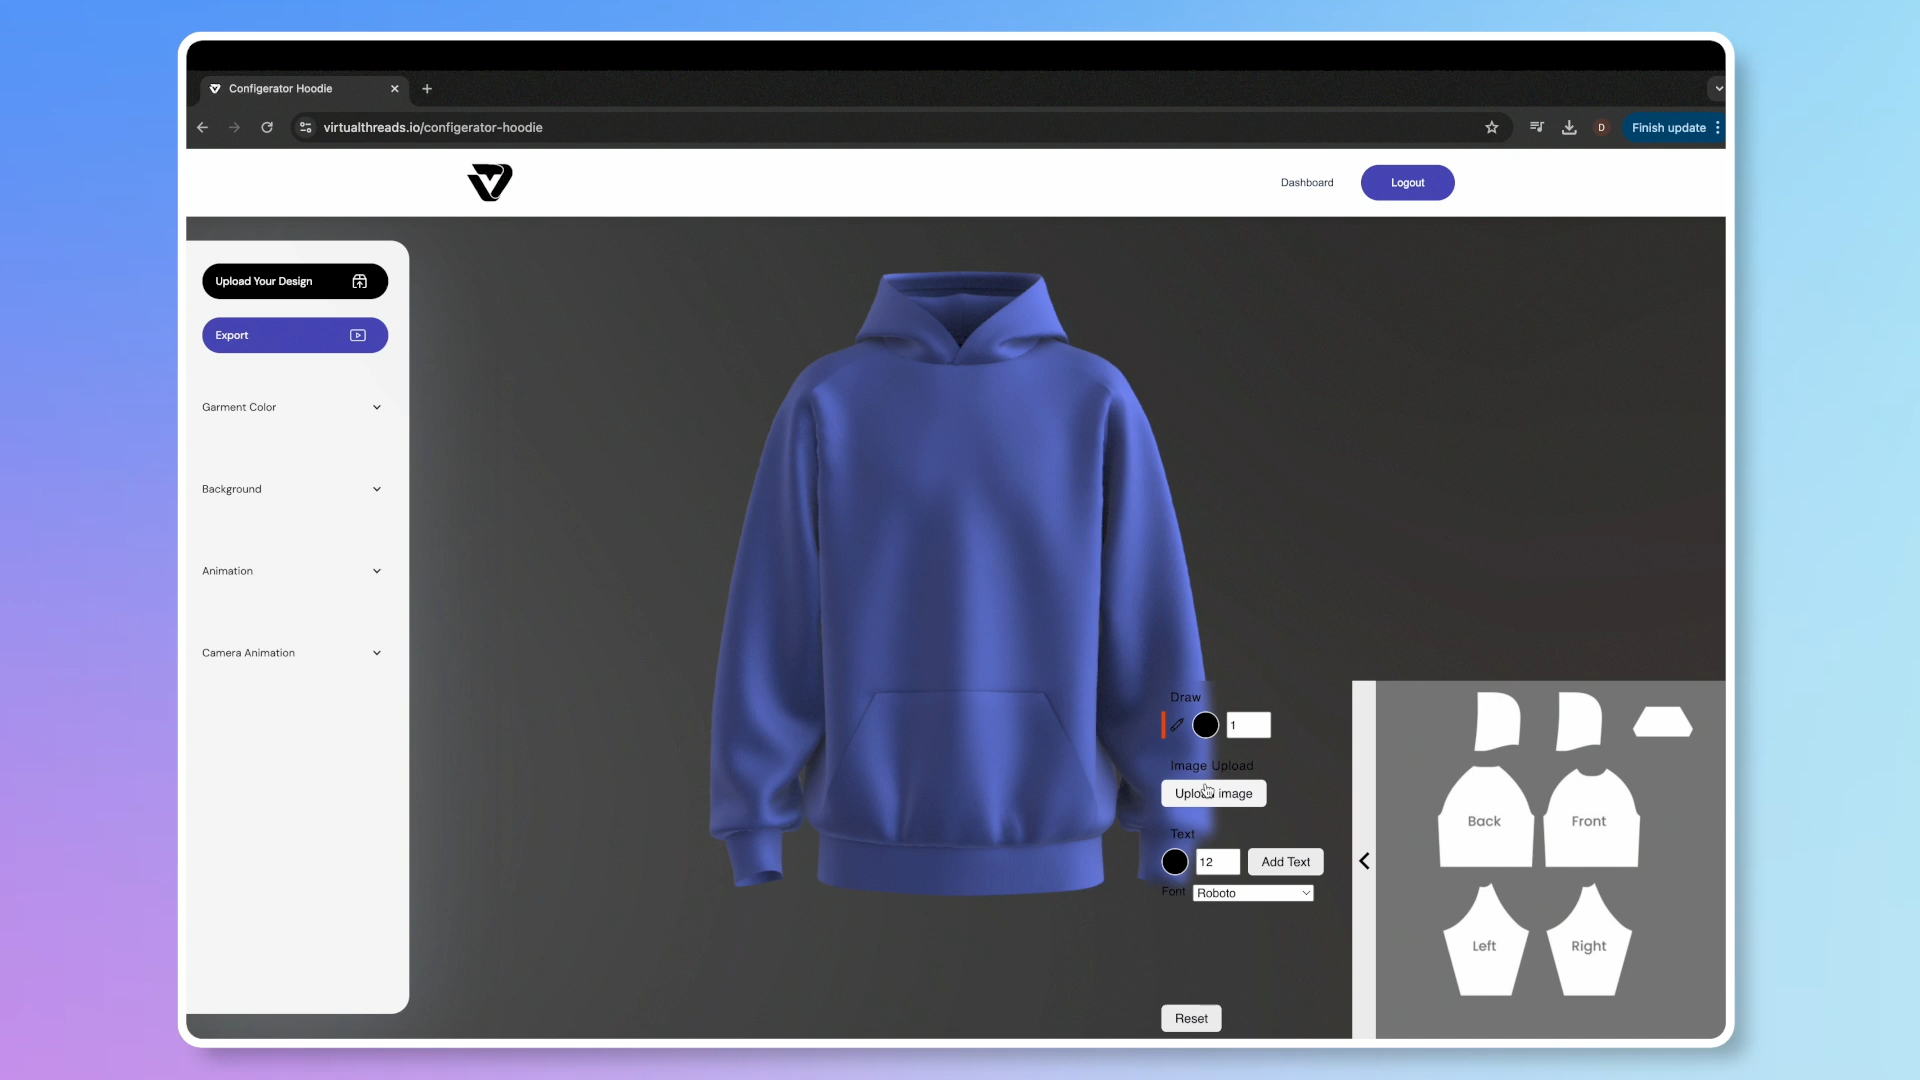 Configerator Hoodie
virtualthreads.io/configerator-hoodie
D
Finish update
Dashboard
Logout
Upload Your Design
Export
Garment Color
Background
Animation
Camera Animation
Draw
1
Image Upload
Upload image
Text
12
Add Text
Font
Roboto
Reset
Back
Front
Left
Right